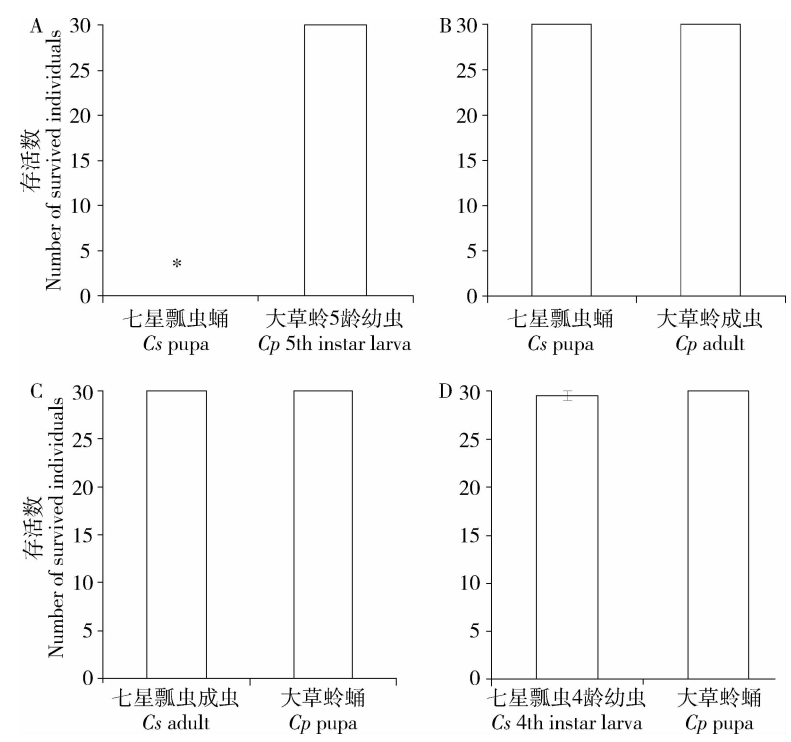 A
存活数
Number of survived individuals
30
25
20
15
10
5
0
*
七星瓢虫蛹
Cs pupa
大草蛉5龄幼虫
Cp 5th instar larva
B
30
25
20
15
10
5
0
七星瓢虫蛹
Cs pupa
大草蛉成虫
Cp adult
C
存活数
Number of survived individuals
30
25
20
15
10
5
0
七星瓢虫成虫
Cs adult
大草蛉蛹
Cp pupa
D
30
25
20
15
10
5
0
七星瓢虫4龄幼虫
Cs 4th instar larva
大草蛉蛹
Cp pupa